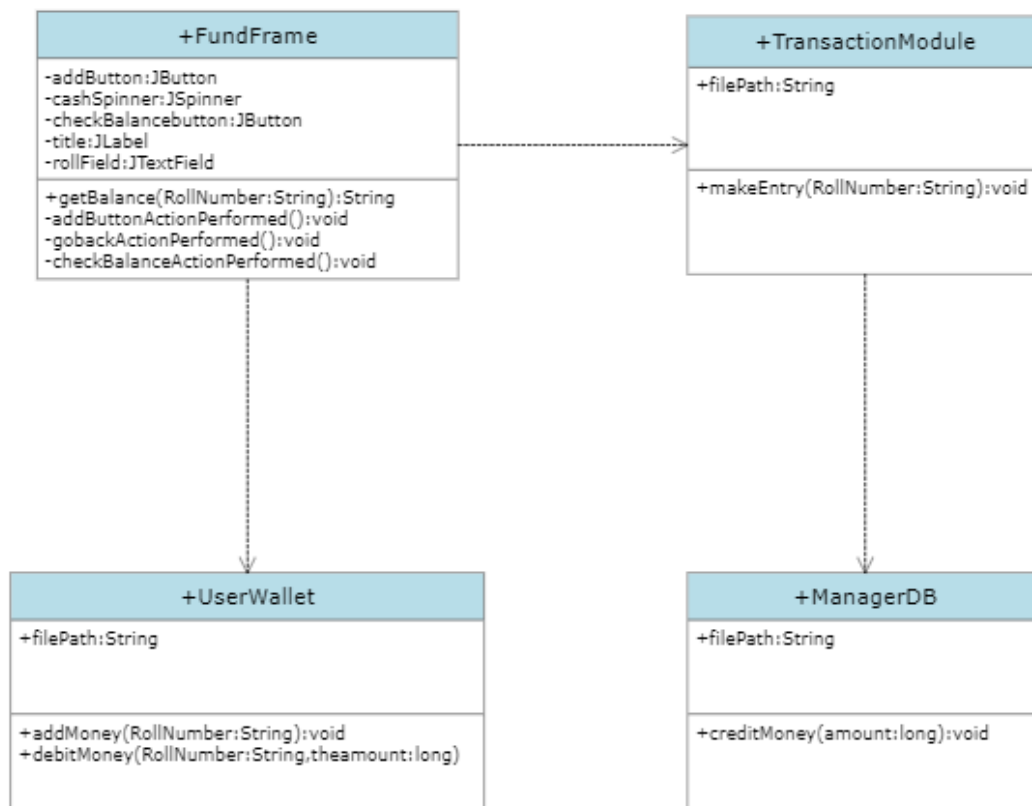 +FundFrame
-addButton:JButton
-cashSpinner:JSpinner
-checkBalancebutton:JButton
-title:JLabel
-rollField:JTextField
+getBalance(RollNumber:String):String
-addButtonActionPerformed():void
-gobackActionPerformed():void
-checkBalanceActionPerformed():void
+TransactionModule
+filePath:String
+makeEntry(RollNumber:String):void
+UserWallet
+filePath:String
+addMoney(RollNumber:String):void
+debitMoney(RollNumber:String,theamount:long)
+ManagerDB
+filePath:String
+creditMoney(amount:long):void